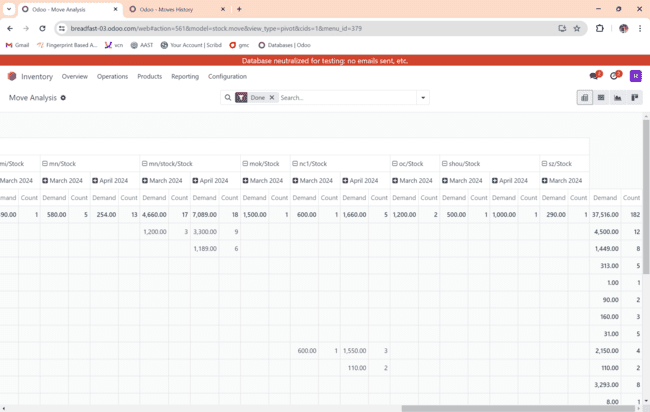 Odoo - Move Analysis
Odoo - Moves History
breadfast-03.odoo.com/web#action=561&model=stock.move&view_type=pivot&cids=1&menu_id=379
Gmail Fingerprint Based A... xcn AAST Your Account | Scribd gmc Databases | Odoo
Database neutralized for testing: no emails sent, etc.
Inventory Overview Operations Products Reporting Configuration
R
Move Analysis
Done Search...
mi/Stock mn/Stock mn/stock/Stock mok/Stock nc1/Stock oc/Stock shou/Stock sz/Stock
March 2024 March 2024 April 2024 March 2024 April 2024 March 2024 March 2024 April 2024 March 2024 March 2024 April 2024 March 2024
mand Count Demand Count Demand Count Demand Count Demand Count Demand Count Demand Count Demand Count Demand Count Demand Count Demand Count Demand Count Demand Count
90.00 1 580.00 5 254.00 13 4,660.00 17 7,089.00 18 1,500.00 1 600.00 1 1,660.00 5 1,200.00 2 500.00 1 1,000.00 1 290.00 1 37,516.00 182
1,200.00 3 3,300.00 9 4,500.00 12
1,189.00 6 1,449.00 8
313.00 5
1.00 1
90.00 2
160.00 3
31.00 5
600.00 1 1,550.00 3 2,150.00 4
110.00 2 110.00 2
3,293.00 8
8.00 1